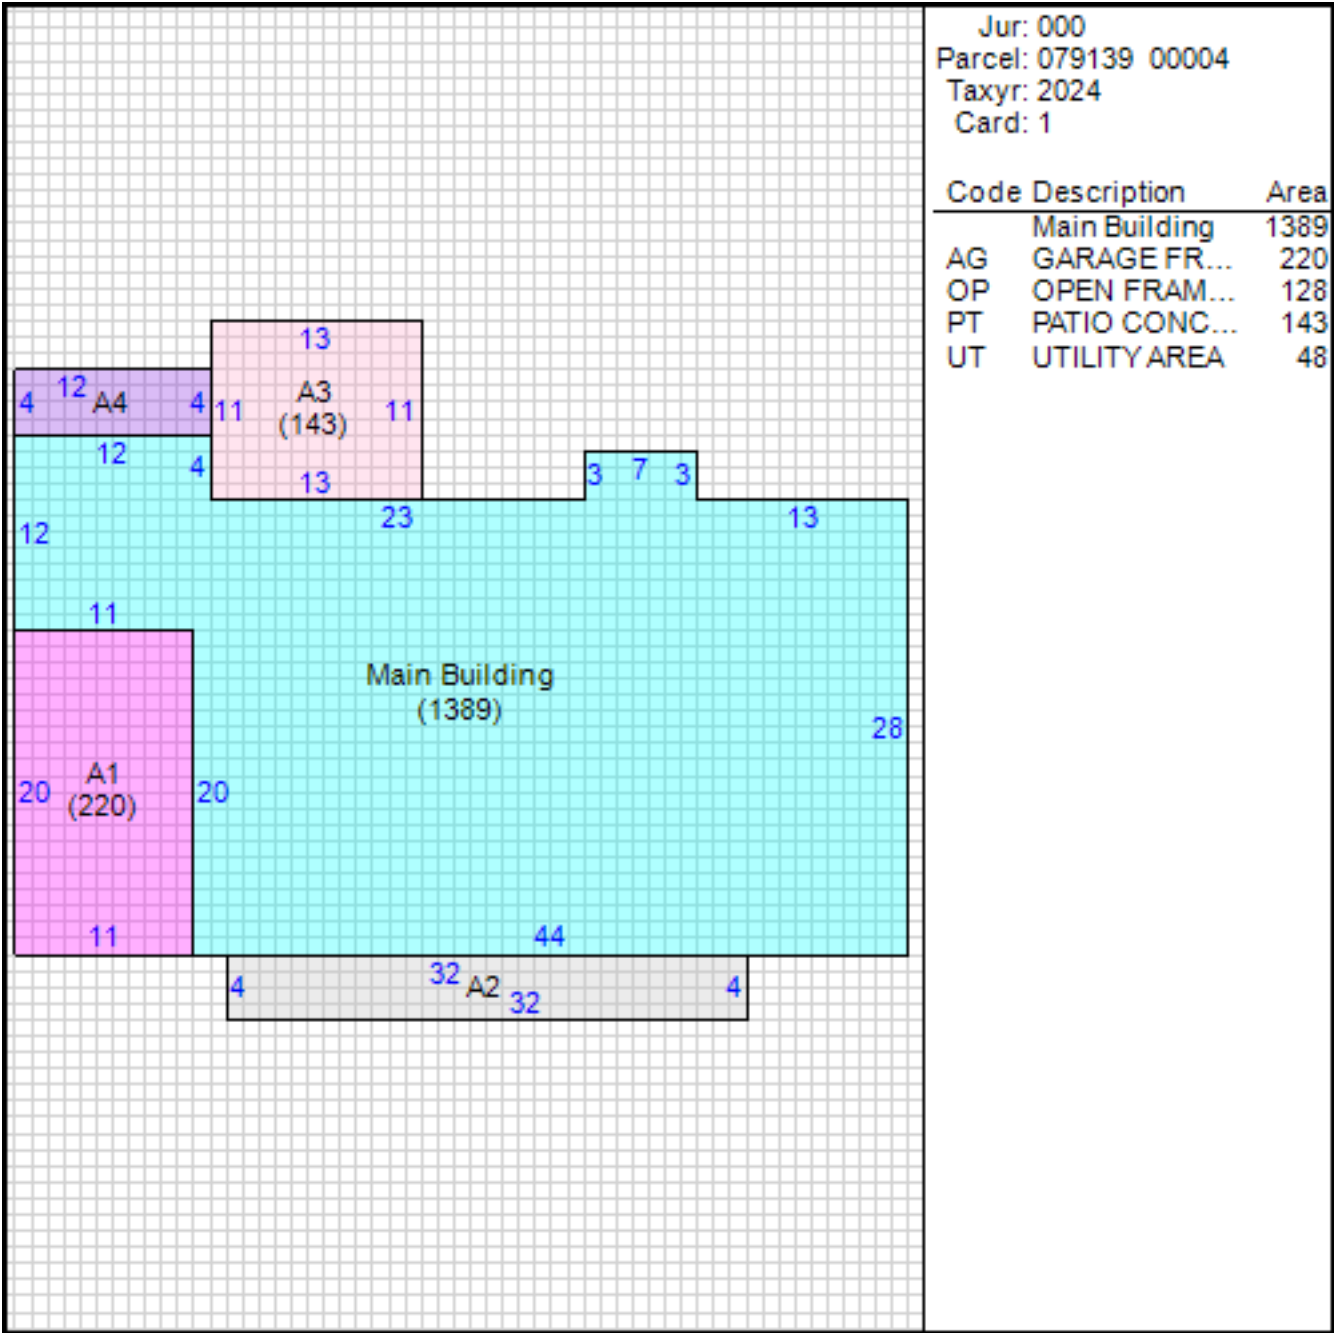 Jur: 000
Parcel: 079139 00004
Taxyr: 2024
Card: 1
Code Description Area
Main Building 1389
AG GARAGE FR... 220
OP OPEN FRAM... 128
PT PATIO CONC... 143
UT UTILITY AREA 48
13
A3
(143)
11 11
13
12
4 A4 4
12 4
3 7 3
23 13
12
11
Main Building
(1389)
28
A1
(220)
20 20
11
44
32
4 A2 4
32